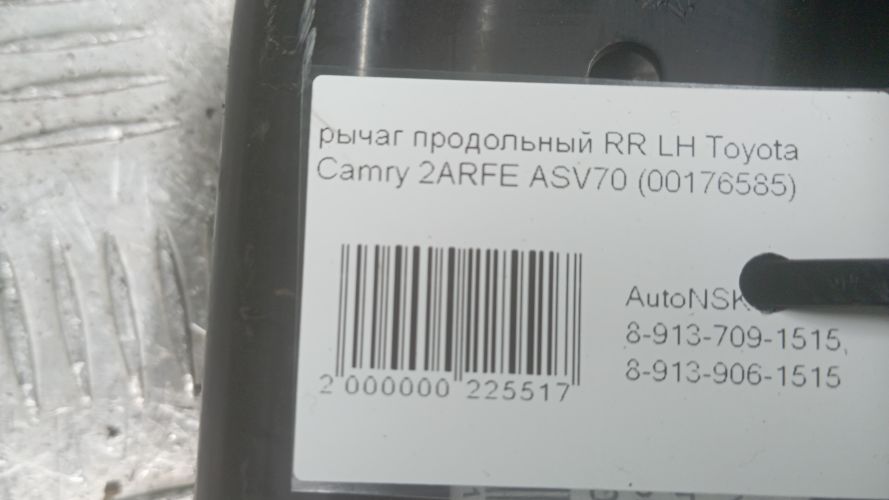 рычаг продольный RR LH Toyota
Camry 2ARFE ASV70 (00176585)
2 000000 225517
AutoNSK
8-913-709-1515,
8-913-906-1515